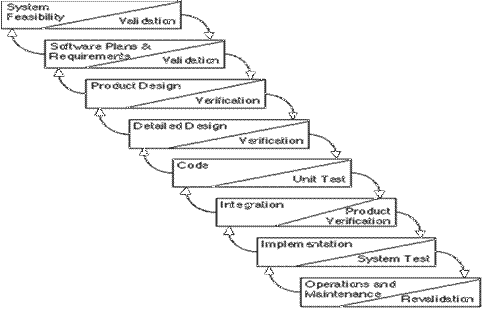 System
Feasibility
Validation
Software Plans &
Requirements
Validation
Product Design
Verification
Detailed Design
Verification
Code
Unit Test
Integration
Product
Verification
Implementation
System Test
Operations and
Maintenance
Revalidation